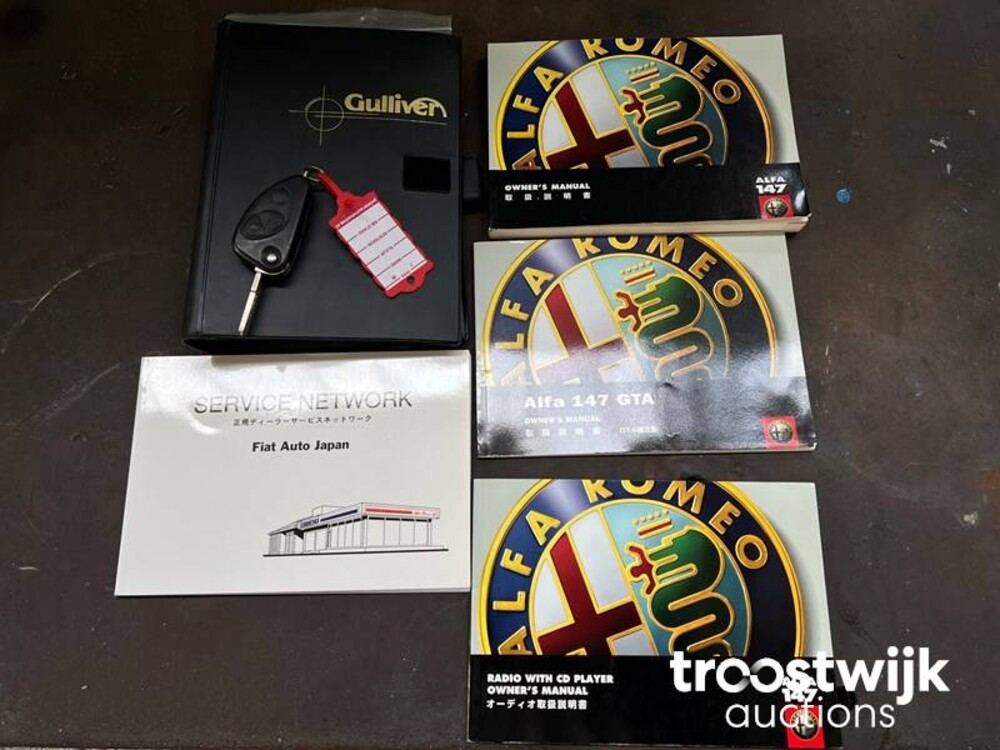 Gulliver
ALFA ROMEO
OWNER'S MANUAL
取扱説明書
ALFA
147
ALFA ROMEO
Alfa 147 GTA
OWNER'S MANUAL
取扱説明書
SERVICE NETWORK
正規ディーラーサービスネットワーク
Fiat Auto Japan
ALFA ROMEO
RADIO WITH CD PLAYER
OWNER'S MANUAL
オーディオ取扱説明書
147
troostwijk
auctions